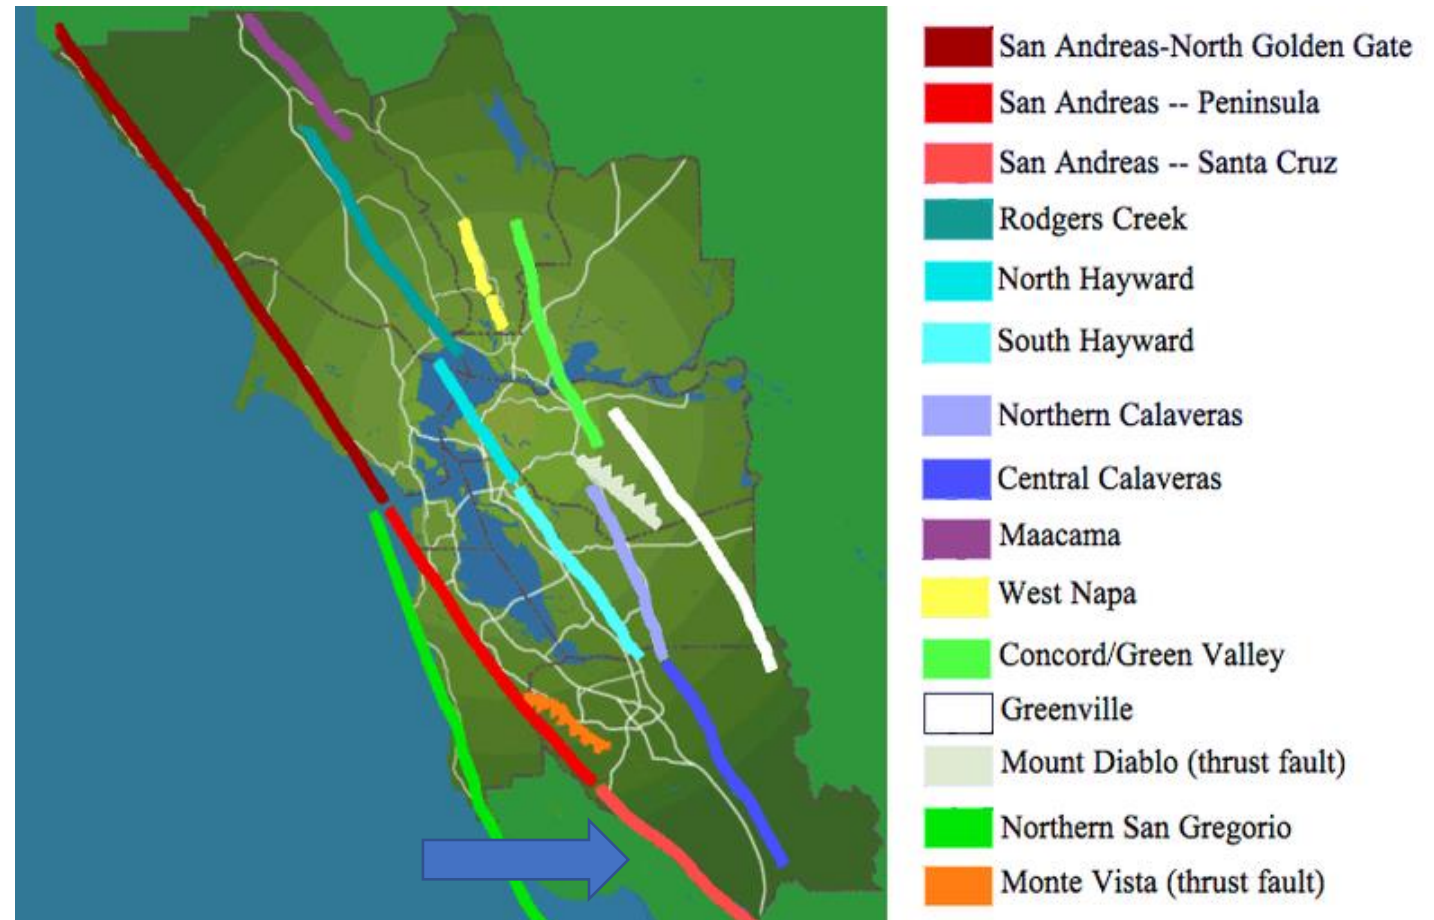 San Andreas-North Golden Gate
San Andreas -- Peninsula
San Andreas -- Santa Cruz
Rodgers Creek
North Hayward
South Hayward
Northern Calaveras
Central Calaveras
Maacama
West Napa
Concord/Green Valley
Greenville
Mount Diablo (thrust fault)
Northern San Gregorio
Monte Vista (thrust fault)